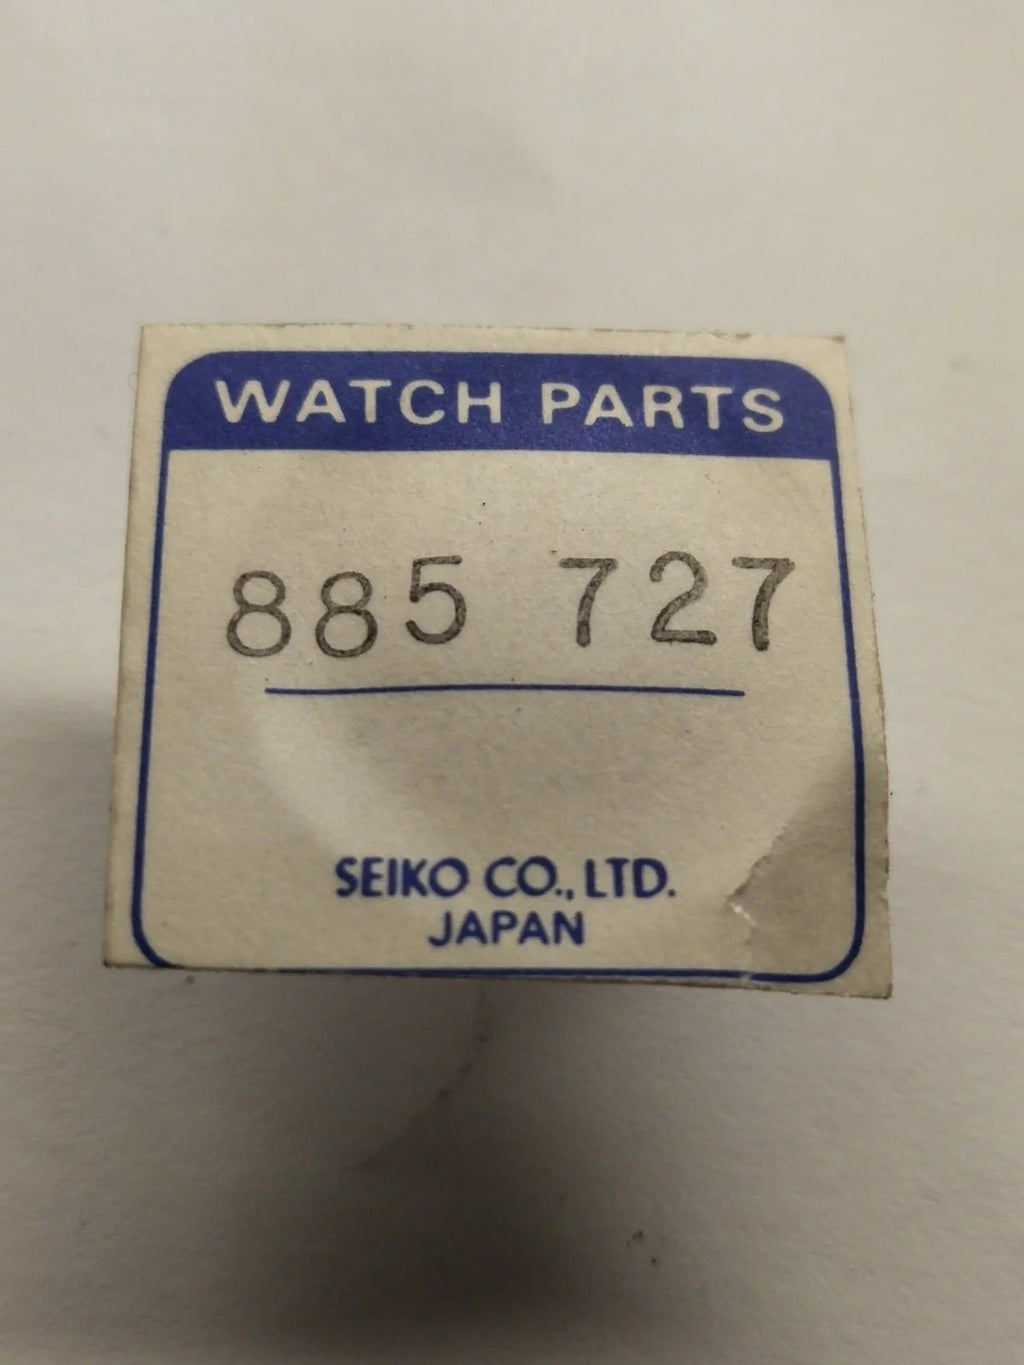 WATCH PARTS
885 727
SEIKO CO., LTD.
JAPAN